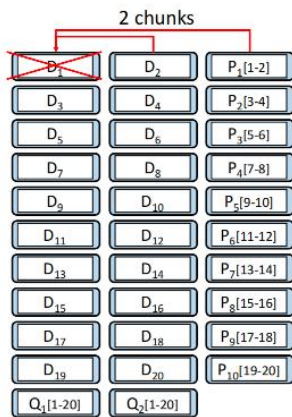 2 chunks
D₁ D₂ P₁[1-2]
D₃ D₄ P₂[3-4]
D₅ D₆ P₃[5-6]
D₇ D₈ P₄[7-8]
D₉ D₁₀ P₅[9-10]
D₁₁ D₁₂ P₆[11-12]
D₁₃ D₁₄ P₇[13-14]
D₁₅ D₁₆ P₈[15-16]
D₁₇ D₁₈ P₉[17-18]
D₁₉ D₂₀ P₁₀[19-20]
Q₁[1-20] Q₂[1-20]